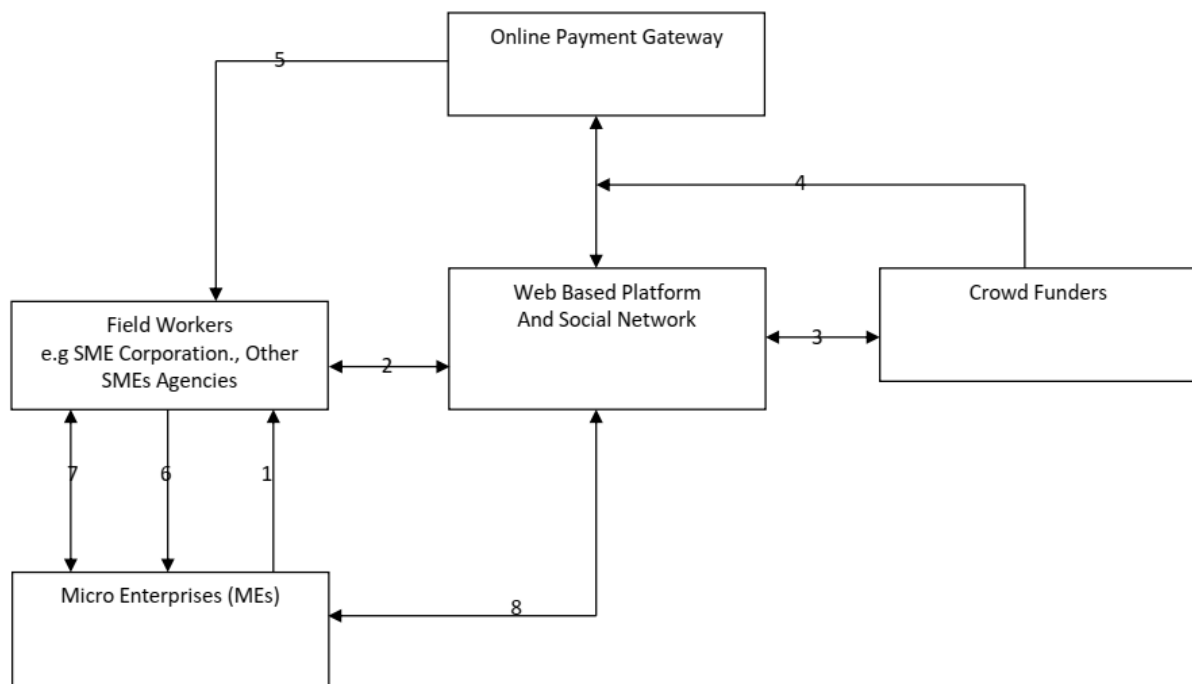 Online Payment Gateway
5
4
Web Based Platform
And Social Network
Crowd Funders
Field Workers
e.g SME Corporation., Other
SMEs Agencies
3
2
7
6
1
Micro Enterprises (MEs)
8